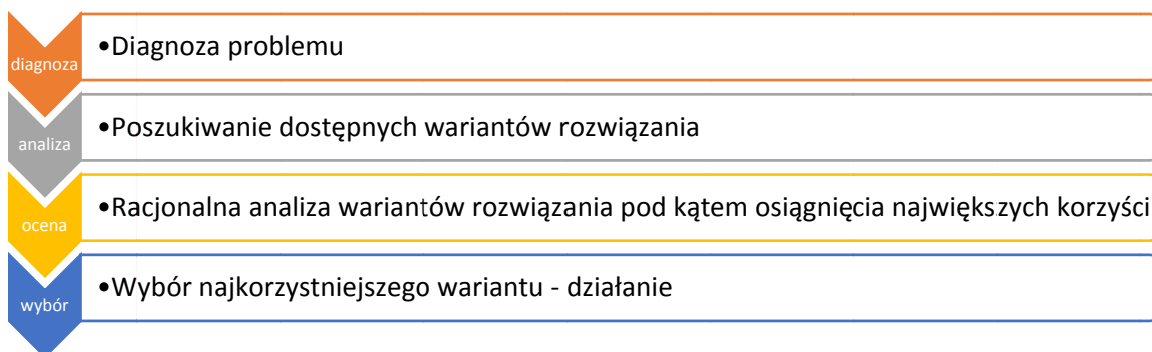 diagnoza
•Diagnoza problemu
analiza
•Poszukiwanie dostępnych wariantów rozwiązania
ocena
•Racjonalna analiza wariantów rozwiązania pod kątem osiągnięcia największych korzyści
wybór
•Wybór najkorzystniejszego wariantu - działanie